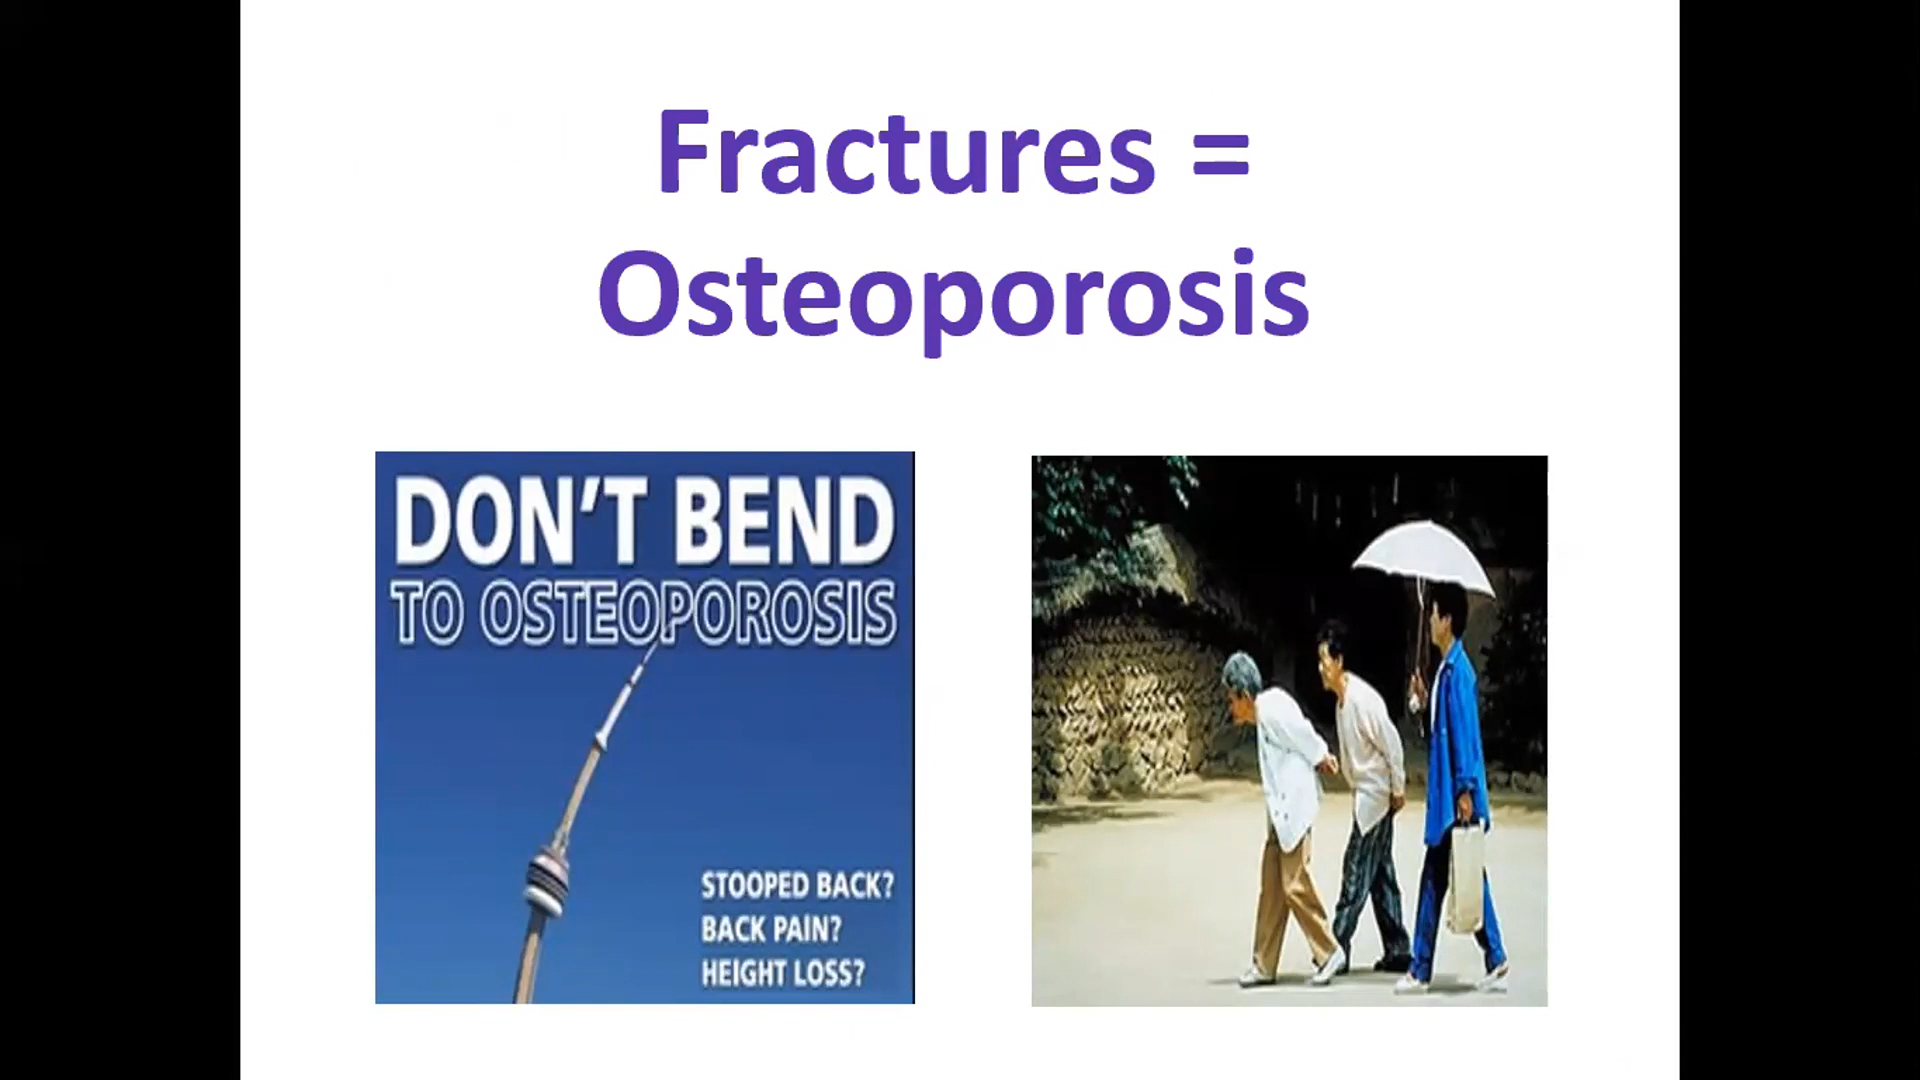 Fractures =
Osteoporosis
DON'T BEND
TO OSTEOPOROSIS
STOOPED BACK?
BACK PAIN?
HEIGHT LOSS?